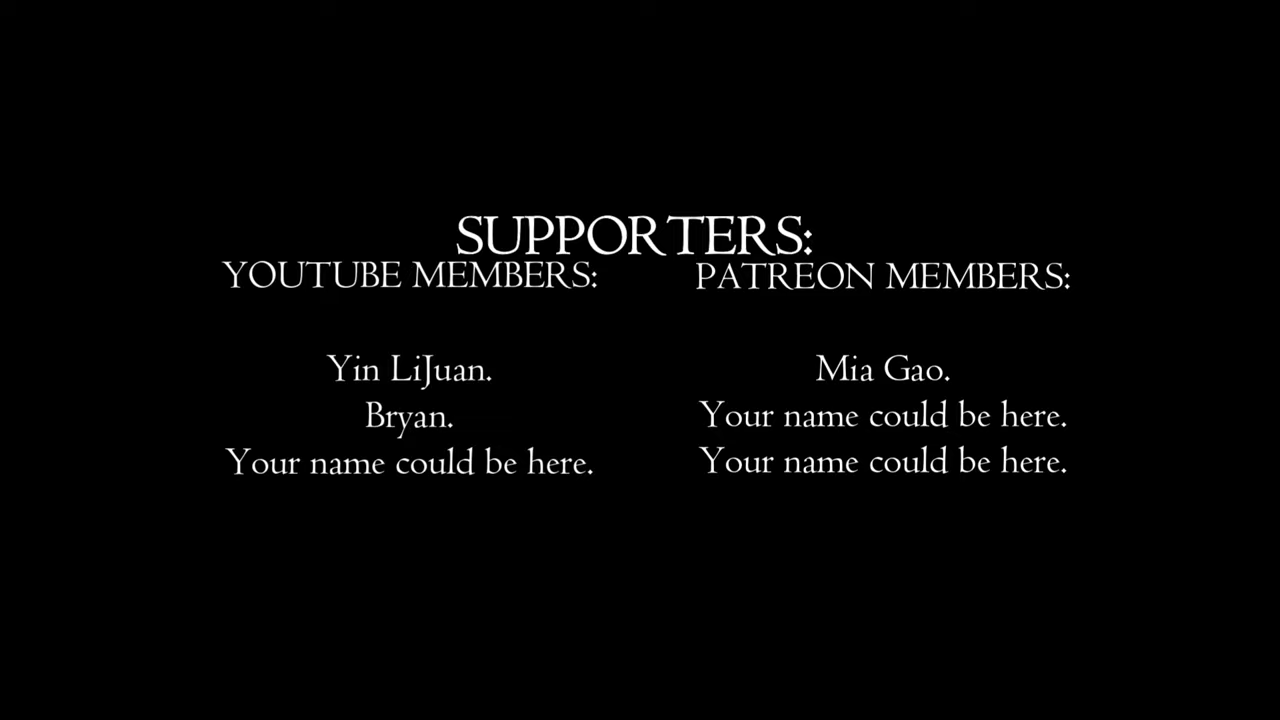 SUPPORTERS:
YOUTUBE MEMBERS:
Yin LiJuan.
Bryan.
Your name could be here.
PATREON MEMBERS:
Mia Gao.
Your name could be here.
Your name could be here.